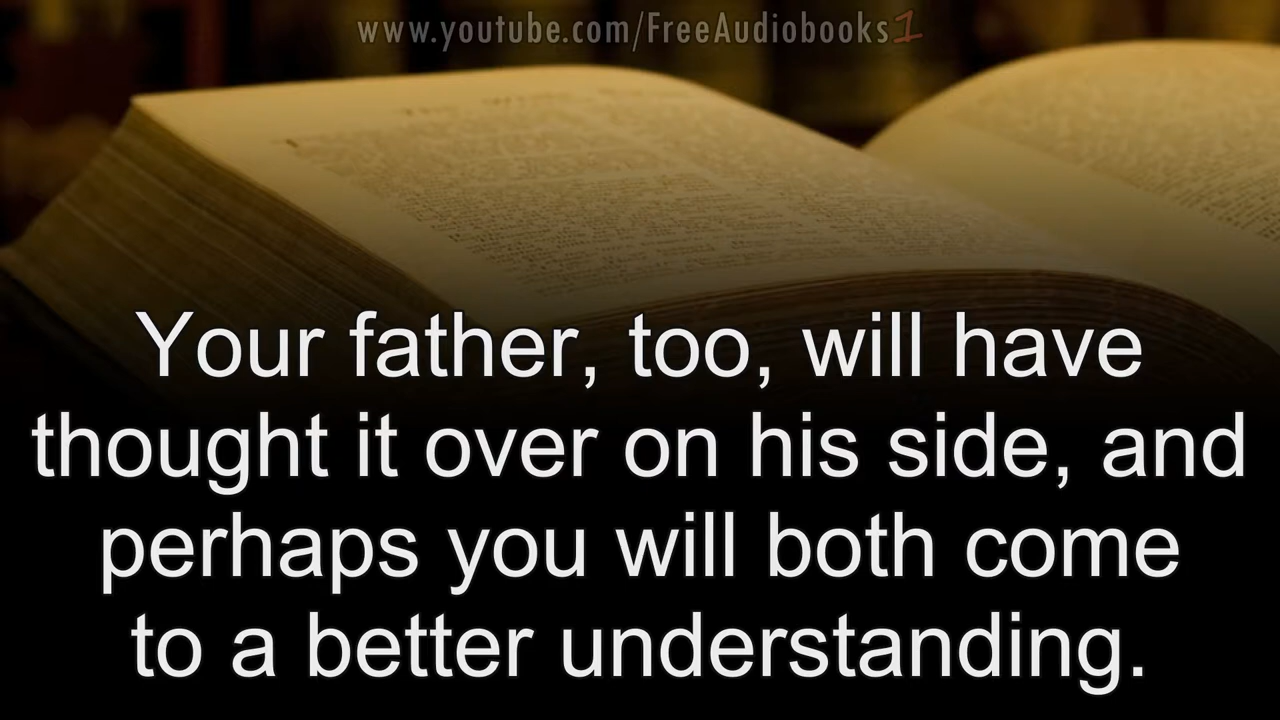 www.youtube.com/FreeAudiobooks1
Your father, too, will have
thought it over on his side, and
perhaps you will both come
to a better understanding.